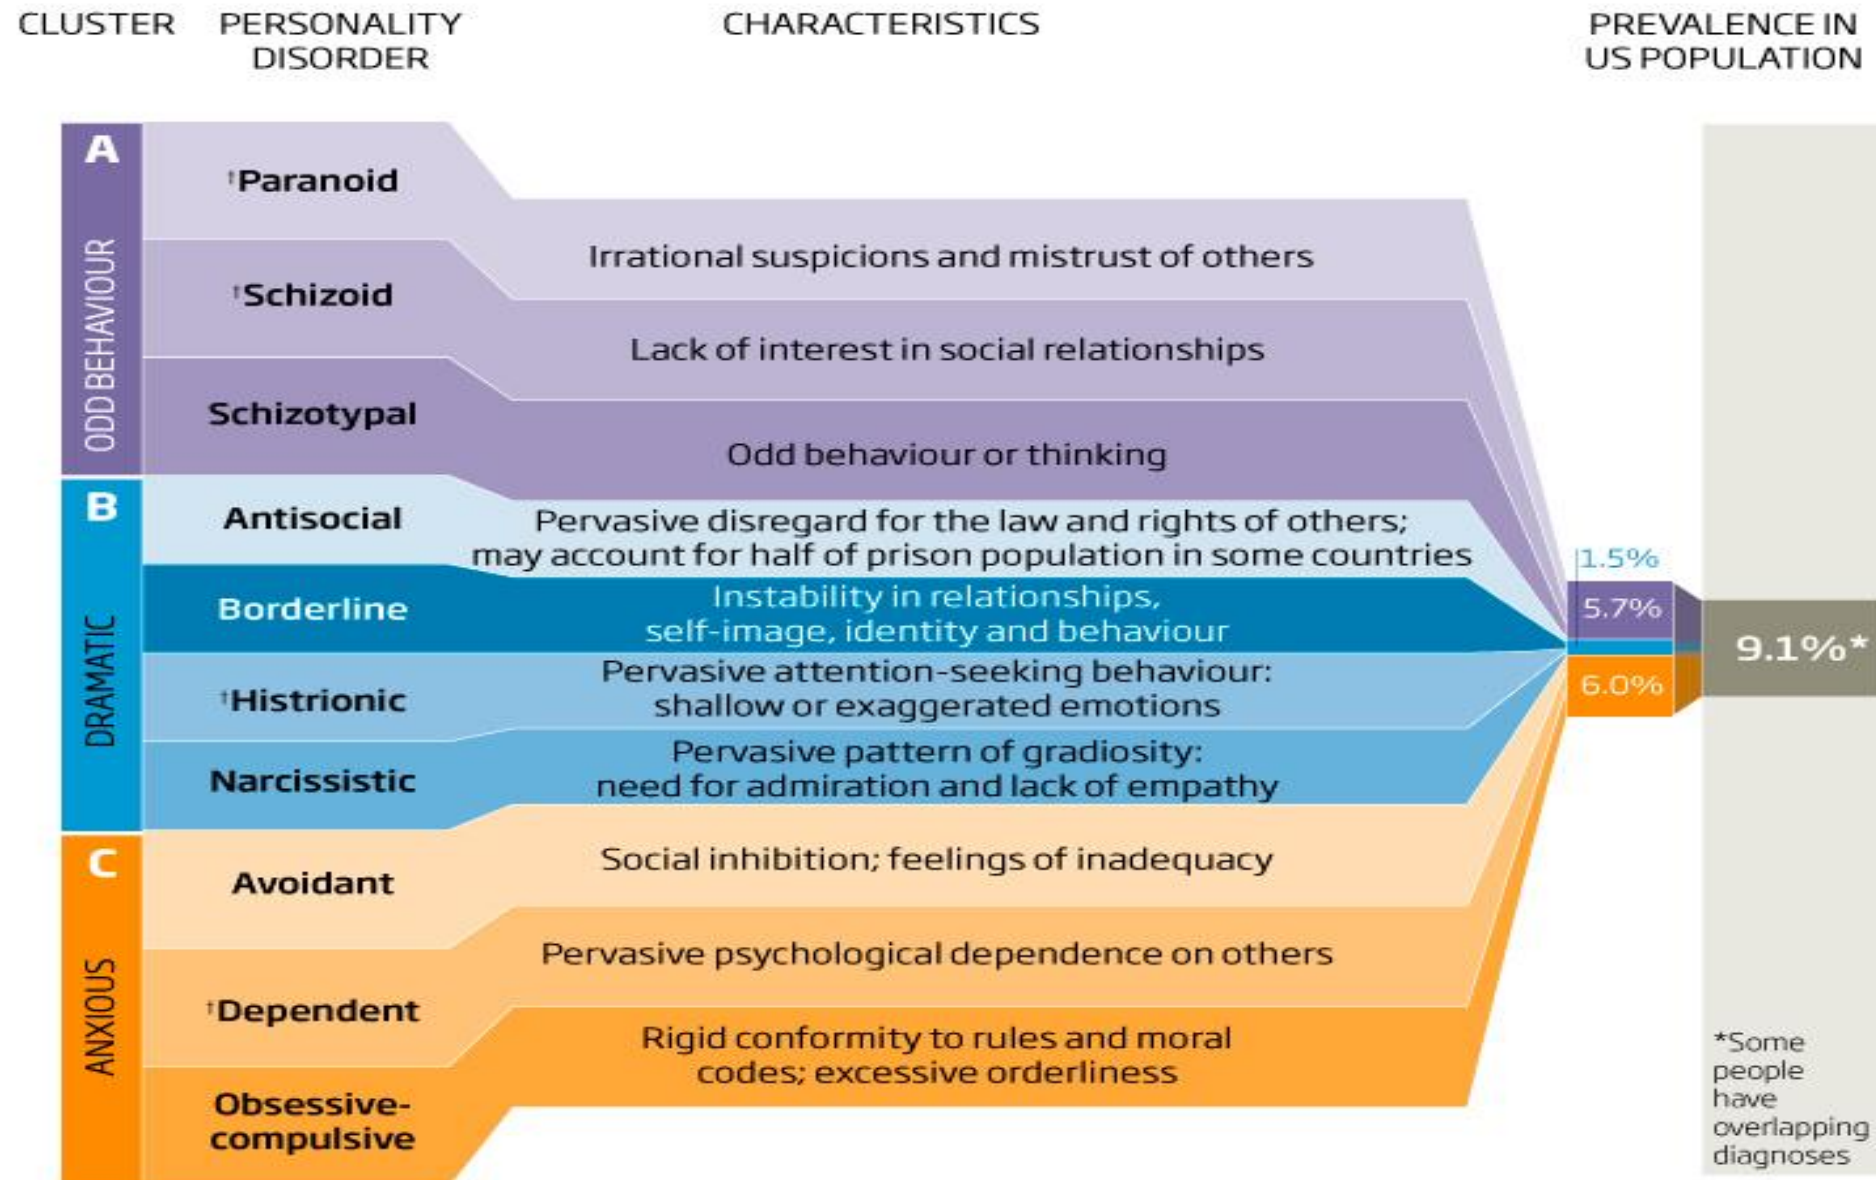 CLUSTER
PERSONALITY
DISORDER
CHARACTERISTICS
PREVALENCE IN
US POPULATION
A
ODD BEHAVIOUR
†Paranoid
Irrational suspicions and mistrust of others
†Schizoid
Lack of interest in social relationships
Schizotypal
Odd behaviour or thinking
B
DRAMATIC
Antisocial
Pervasive disregard for the law and rights of others;
may account for half of prison population in some countries
Borderline
Instability in relationships,
self-image, identity and behaviour
†Histrionic
Pervasive attention-seeking behaviour:
shallow or exaggerated emotions
Narcissistic
Pervasive pattern of gradiosity:
need for admiration and lack of empathy
C
ANXIOUS
Avoidant
Social inhibition; feelings of inadequacy
†Dependent
Pervasive psychological dependence on others
Obsessive-
compulsive
Rigid conformity to rules and moral
codes; excessive orderliness
1.5%
5.7%
6.0%
9.1%*
*Some
people
have
overlapping
diagnoses